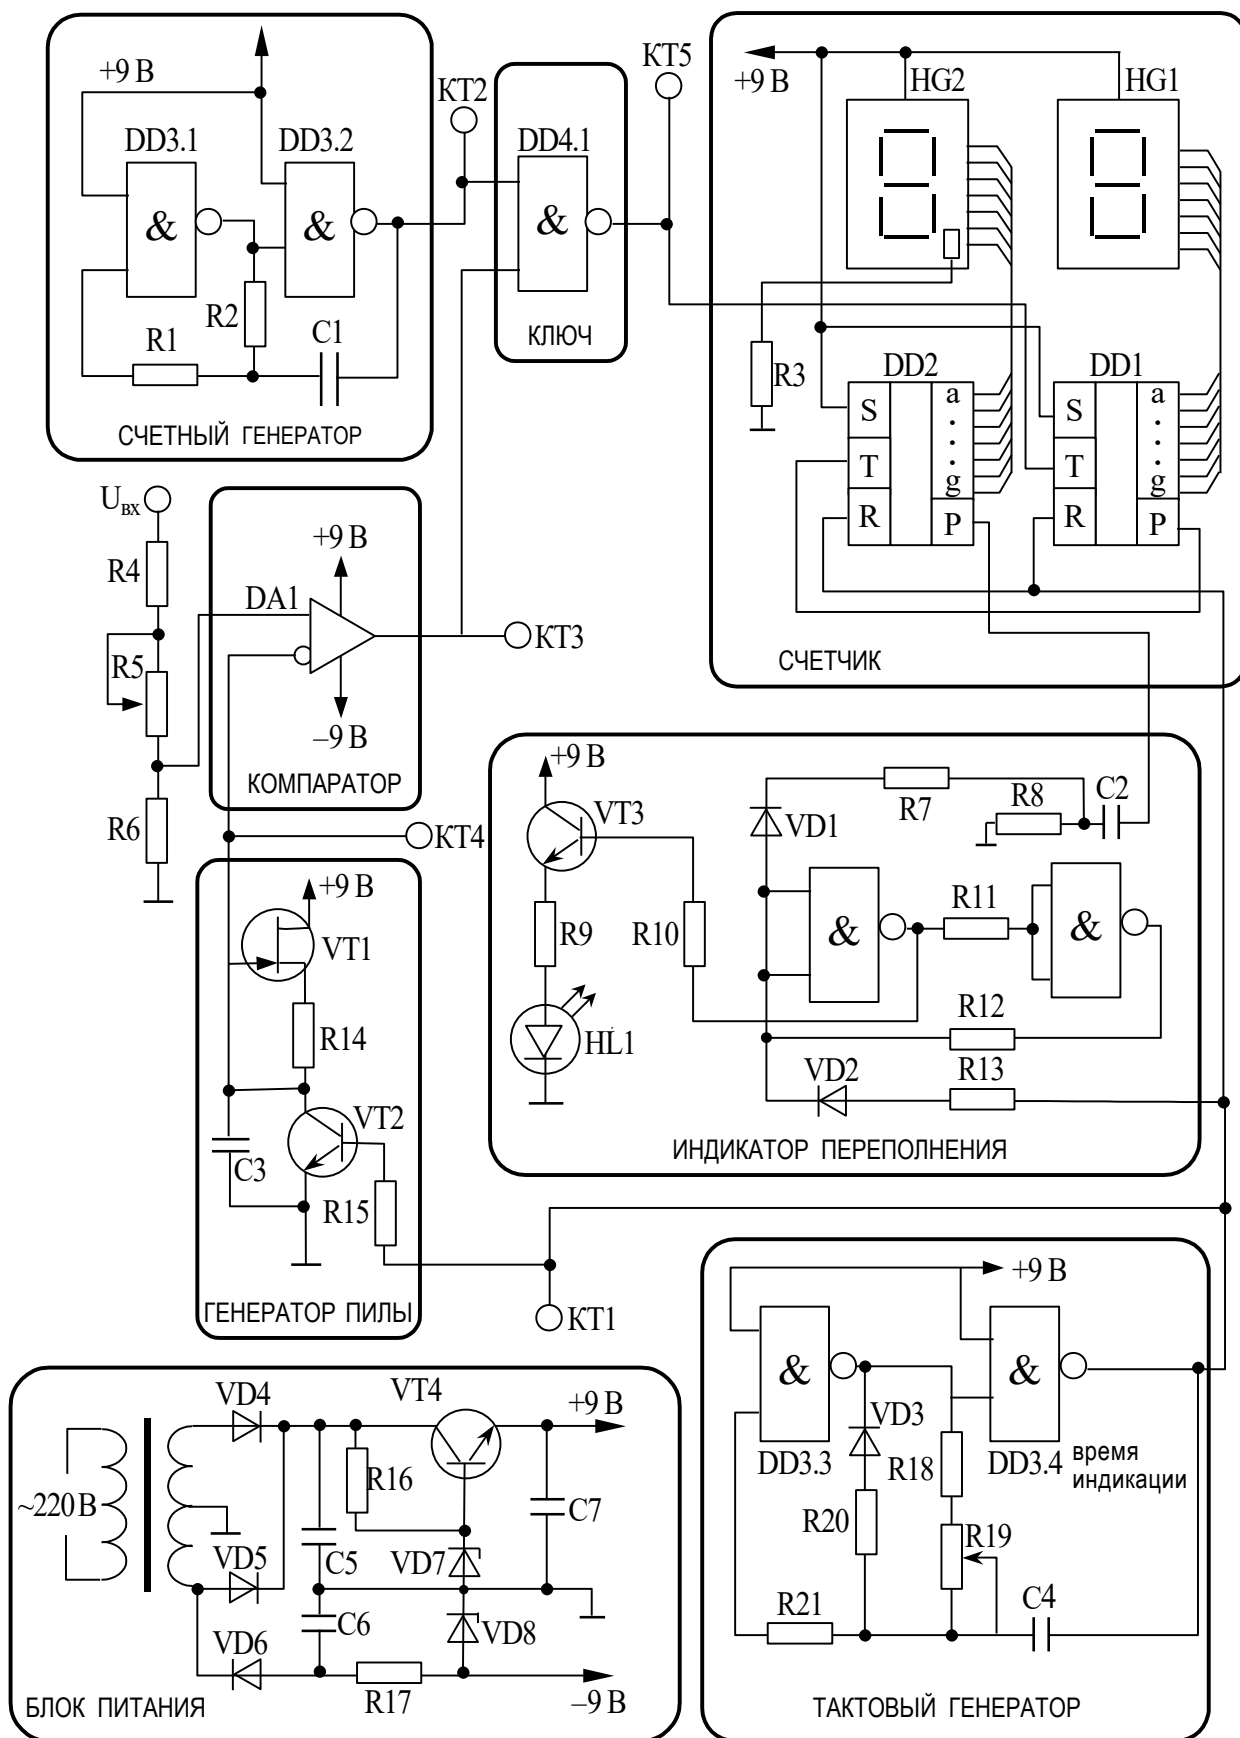 +9 В
КТ2
КТ5
+9 В
HG2
HG1
DD3.1
DD3.2
DD4.1
&
&
&
R2
R1
C1
КЛЮЧ
R3
DD2
DD1
S
a
S
a
.
.
.
.
.
.
T
T
g
g
R
P
R
P
СЧЕТНЫЙ ГЕНЕРАТОР
Uвх
+9 В
R4
DA1
КТ3
R5
СЧЕТЧИК
–9 В
КОМПАРАТОР
R6
КТ4
+9 В
VT3
R7
R8
C2
VD1
+9 В
VT1
R9
R10
&
R11
&
R14
HL1
R12
VD2
R13
VT2
C3
R15
ИНДИКАТОР ПЕРЕПОЛНЕНИЯ
ГЕНЕРАТОР ПИЛЫ
КТ1
+9 В
&
&
VD3
DD3.3
R18
DD3.4
время
индикации
R20
R19
R21
C4
ТАКТОВЫЙ ГЕНЕРАТОР
VD4
VT4
+9 В
R16
~220 В
C7
VD5
C5
VD7
C6
VD8
VD6
R17
–9 В
БЛОК ПИТАНИЯ